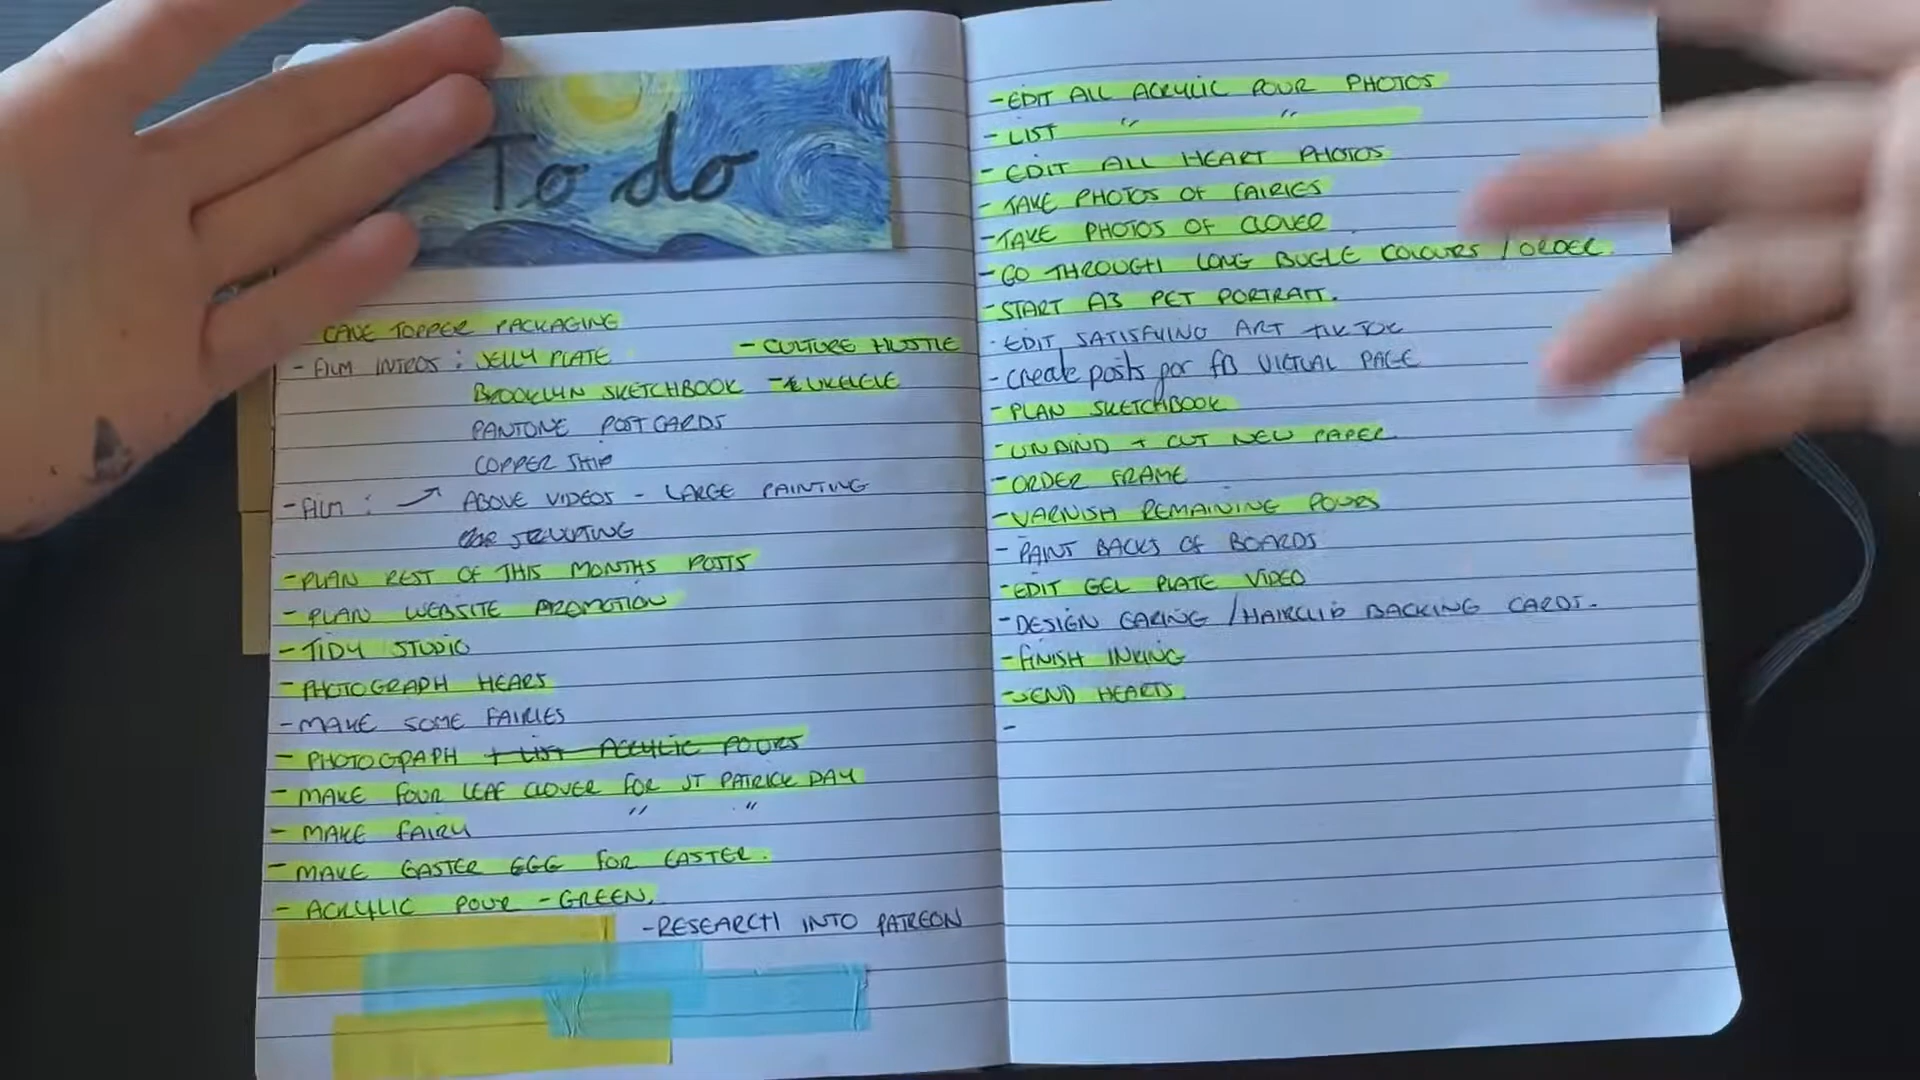 To do
CAKE TOPPER PACKAGING
- FILM INTROS : JELLY PLATE - CULTURE HUSTLE
BROOKLYN SKETCHBOOK - UKELELE
PANTONE POSTCARDS
COPPER SHIP
- FILM : → ABOVE VIDEOS - LARGE PAINTING
- PLAN REST OF THIS MONTHS POSTS
- PLAN WEBSITE PROMOTION
- TIDY STUDIO
- PHOTOGRAPH HEARS
- MAKE SOME FAIRIES
- PHOTOGRAPH + LIST ACRYLIC POURS
- MAKE FOUR LEAF CLOVER FOR ST PATRICK DAY
- MAKE FAIRY " "
- MAKE EASTER EGG FOR EASTER.
- ACRYLIC POUR - GREEN.
- RESEARCH INTO PATREON
- EDIT ALL ACRYLIC POUR PHOTOS
- LIST " "
- EDIT ALL HEART PHOTOS
- TAKE PHOTOS OF FAIRIES
- TAKE PHOTOS OF CLOVER
- GO THROUGH LONG BUGLE COLOURS / ORDER.
- START A3 PET PORTRAIT.
- EDIT SATISFYING ART TIKTOK
- Create posts for FB VIRTUAL PAGE
- PLAN SKETCHBOOK
- UNBIND + CUT NEW PAPER
- ORDER FRAME
- VARNISH REMAINING POURS
- PAINT BACKS OF BOARDS
- EDIT GEL PLATE VIDEO
- DESIGN EARING / HAIRCLIP BACKING CARDS.
- FINISH INKING
- SEND HEARTS.
-